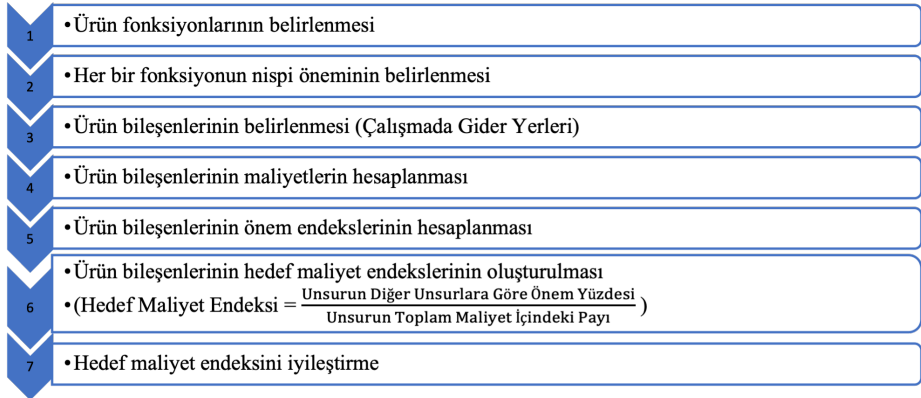 1 •Ürün fonksiyonlarının belirlenmesi
2 •Her bir fonksiyonun nispi öneminin belirlenmesi
3 •Ürün bileşenlerinin belirlenmesi (Çalışmada Gider Yerleri)
4 •Ürün bileşenlerinin maliyetlerin hesaplanması
5 •Ürün bileşenlerinin önem endekslerinin hesaplanması
6 •Ürün bileşenlerinin hedef maliyet endekslerinin oluşturulması
•(Hedef Maliyet Endeksi = Unsurun Diğer Unsurlara Göre Önem Yüzdesi / Unsurun Toplam Maliyet İçindeki Payı )
7 •Hedef maliyet endeksini iyileştirme